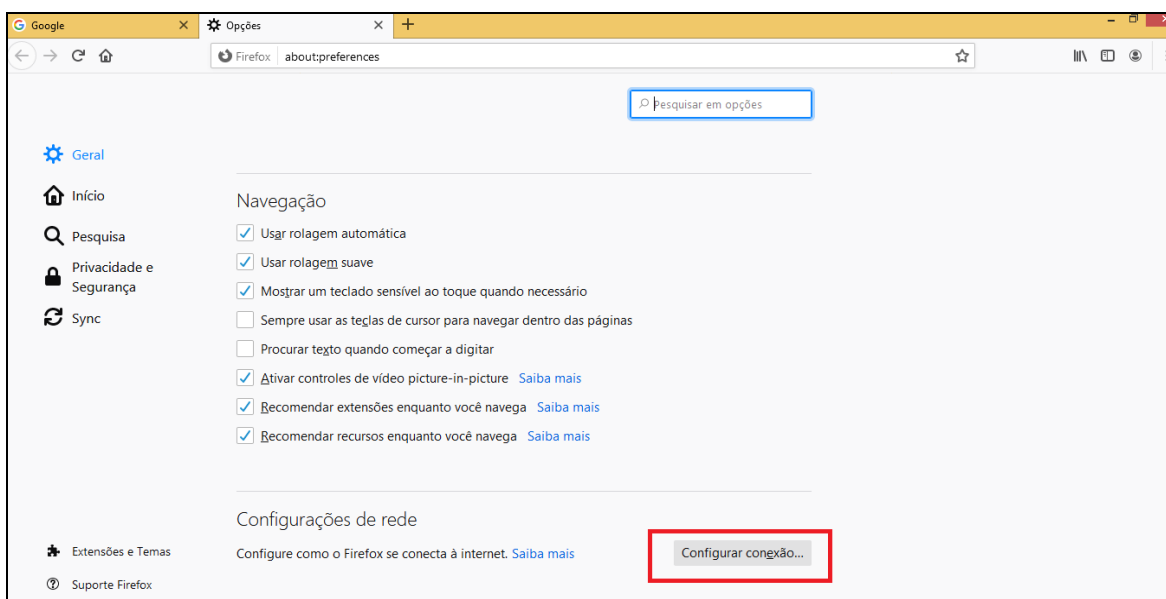 Google
Opções
Firefox about:preferences
Pesquisar em opções
Geral
Início
Pesquisa
Privacidade e
Segurança
Sync
Navegação
Usar rolagem automática
Usar rolagem suave
Mostrar um teclado sensível ao toque quando necessário
Sempre usar as teclas de cursor para navegar dentro das páginas
Procurar texto quando começar a digitar
Ativar controles de vídeo picture-in-picture Saiba mais
Recomendar extensões enquanto você navega Saiba mais
Recomendar recursos enquanto você navega Saiba mais
Configurações de rede
Configure como o Firefox se conecta à internet. Saiba mais
Configurar conexão...
Extensões e Temas
Suporte Firefox